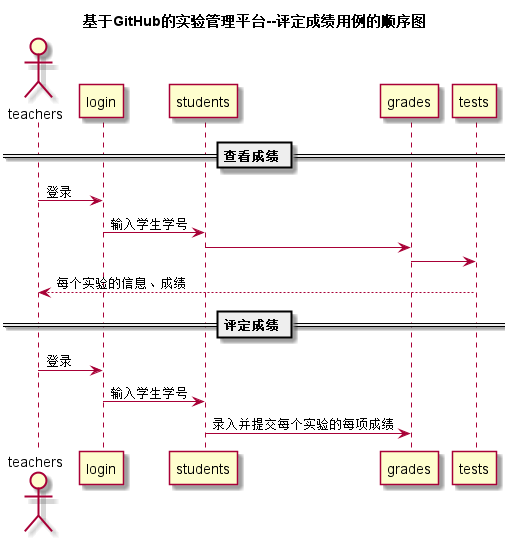 基于GitHub的实验管理平台--评定成绩用例的顺序图
teachers
login
students
grades
tests
查看成绩
登录
输入学生学号
每个实验的信息、成绩
评定成绩
登录
输入学生学号
录入并提交每个实验的每项成绩
teachers
login
students
grades
tests